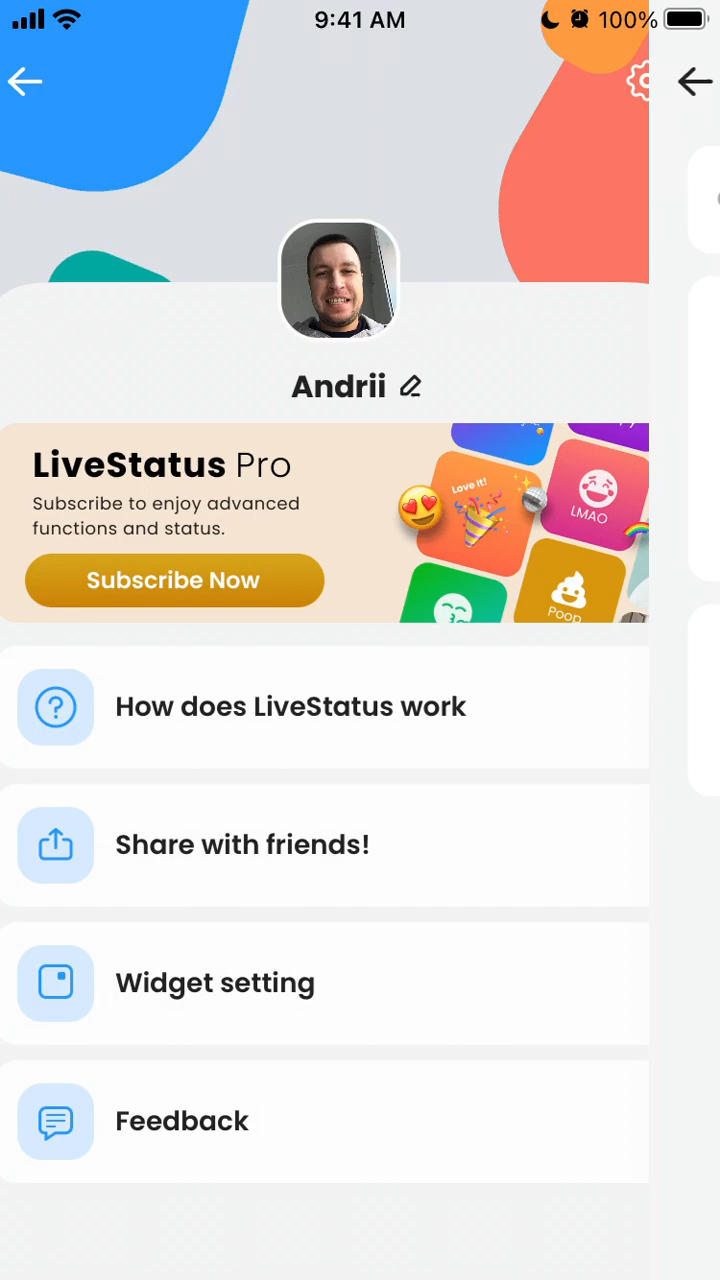 9:41 AM
100%
Andrii
LiveStatus Pro
Subscribe to enjoy advanced
functions and status.
Subscribe Now
Love It!
LMAO
Poop
How does LiveStatus work
Share with friends!
Widget setting
Feedback